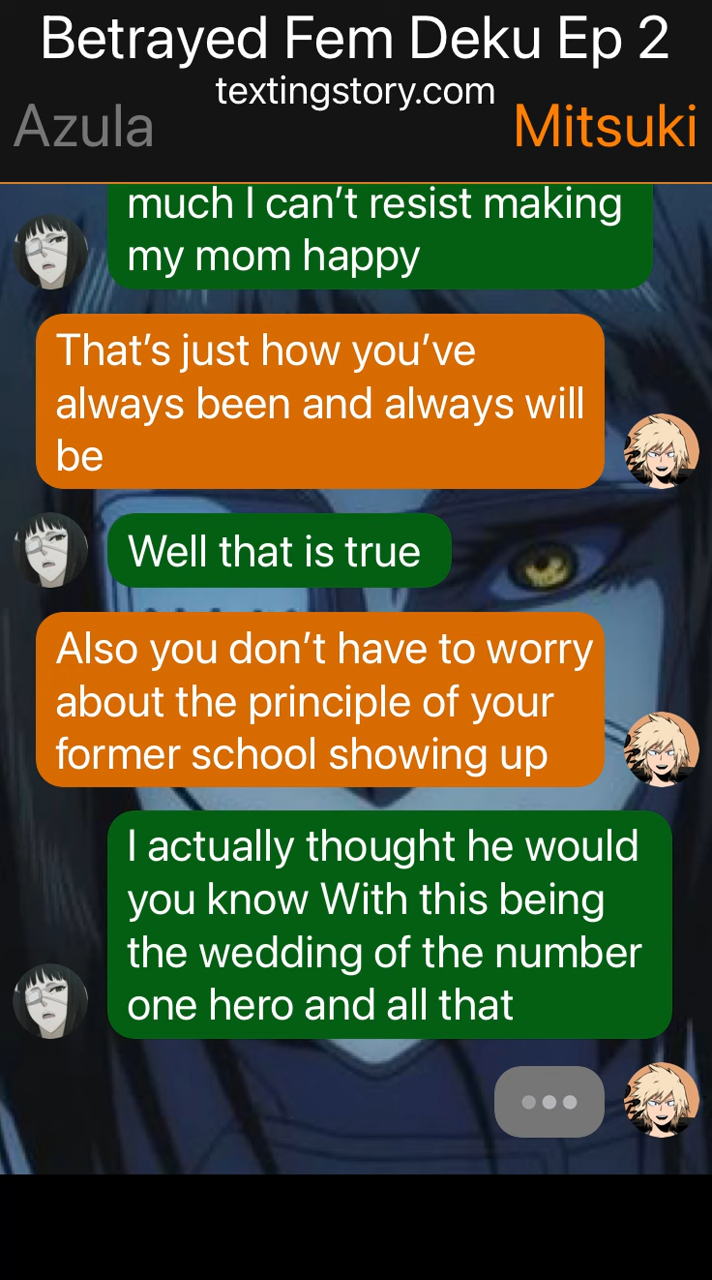 Betrayed Fem Deku Ep 2
textingstory.com
Azula
Mitsuki
much I can’t resist making
my mom happy
That’s just how you’ve
always been and always will
be
Well that is true
Also you don’t have to worry
about the principle of your
former school showing up
I actually thought he would
you know With this being
the wedding of the number
one hero and all that